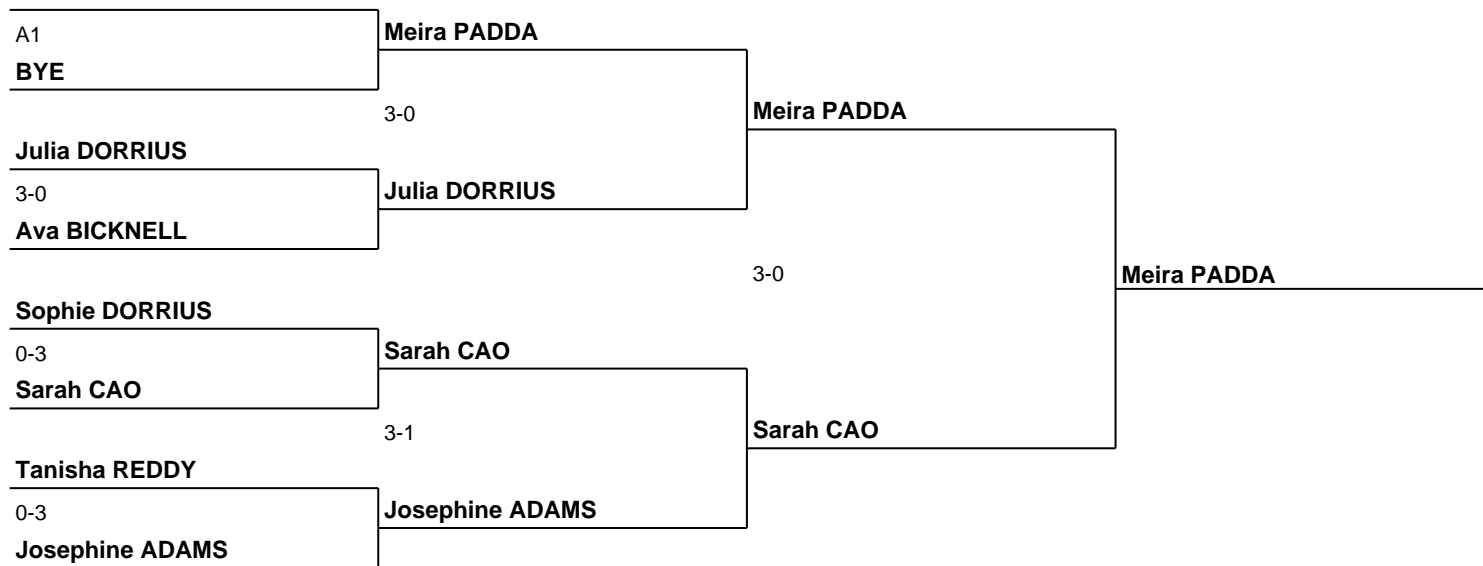 A1
BYE
Meira PADDA
3-0
Meira PADDA
Julia DORRIUS
3-0
Ava BICKNELL
Julia DORRIUS
3-0
Meira PADDA
Sophie DORRIUS
0-3
Sarah CAO
Sarah CAO
3-1
Sarah CAO
Tanisha REDDY
0-3
Josephine ADAMS
Josephine ADAMS